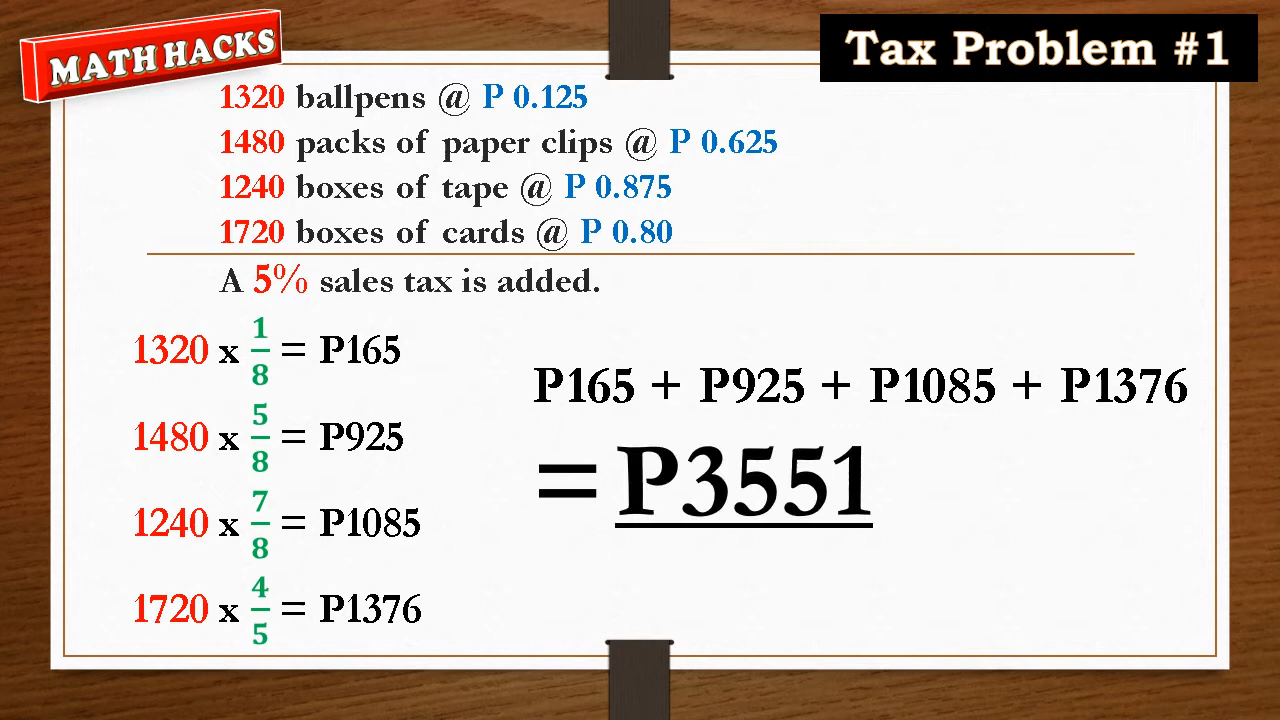 MATH HACKS
Tax Problem #1
1320 ballpens @ P 0.125
1480 packs of paper clips @ P 0.625
1240 boxes of tape @ P 0.875
1720 boxes of cards @ P 0.80
A 5% sales tax is added.
1320 x 1/8 = P165
1480 x 5/8 = P925
1240 x 7/8 = P1085
1720 x 4/5 = P1376
P165 + P925 + P1085 + P1376
= P3551